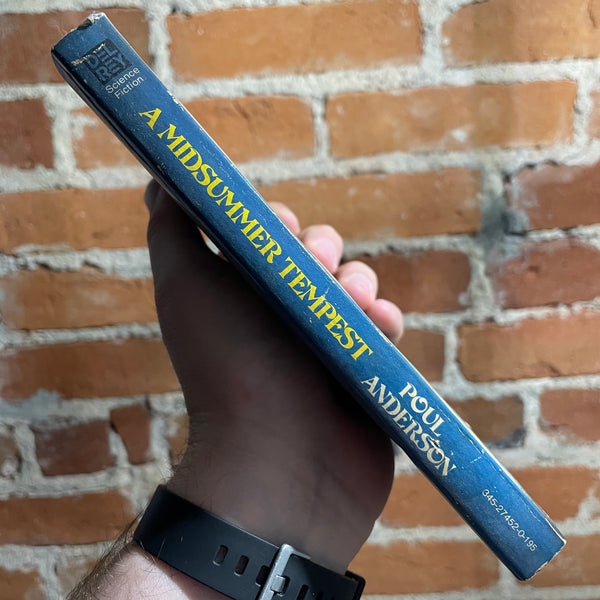 DEL
REY
Science
Fiction
A MIDSUMMER TEMPEST
POUL
ANDERSON
345-27452-0-195